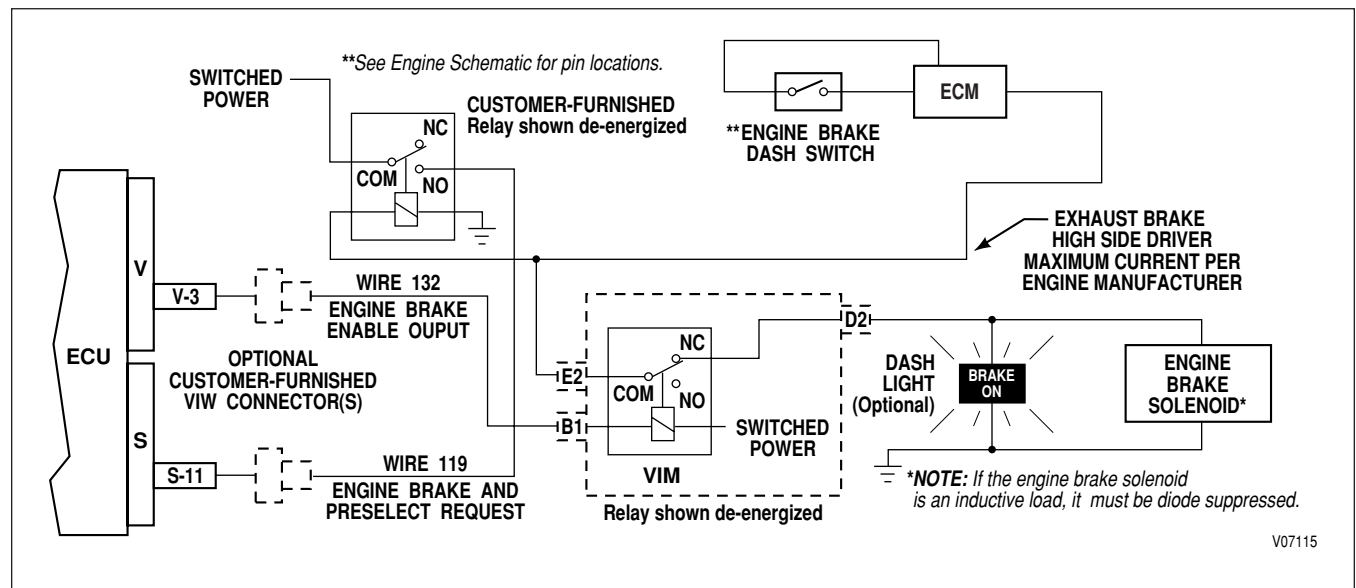 **See Engine Schematic for pin locations.
SWITCHED
POWER
CUSTOMER-FURNISHED
Relay shown de-energized
NC
COM
NO
ECM
**ENGINE BRAKE
DASH SWITCH
EXHAUST BRAKE
HIGH SIDE DRIVER
MAXIMUM CURRENT PER
ENGINE MANUFACTURER
ECU
V
V-3
WIRE 132
ENGINE BRAKE
ENABLE OUPUT
OPTIONAL
CUSTOMER-FURNISHED
VIW CONNECTOR(S)
S
S-11
WIRE 119
ENGINE BRAKE AND
PRESELECT REQUEST
E2
B1
NC
COM
NO
SWITCHED
POWER
VIM
Relay shown de-energized
D2
DASH
LIGHT
(Optional)
BRAKE
ON
ENGINE
BRAKE
SOLENOID*
*NOTE: If the engine brake solenoid
is an inductive load, it must be diode suppressed.
V07115